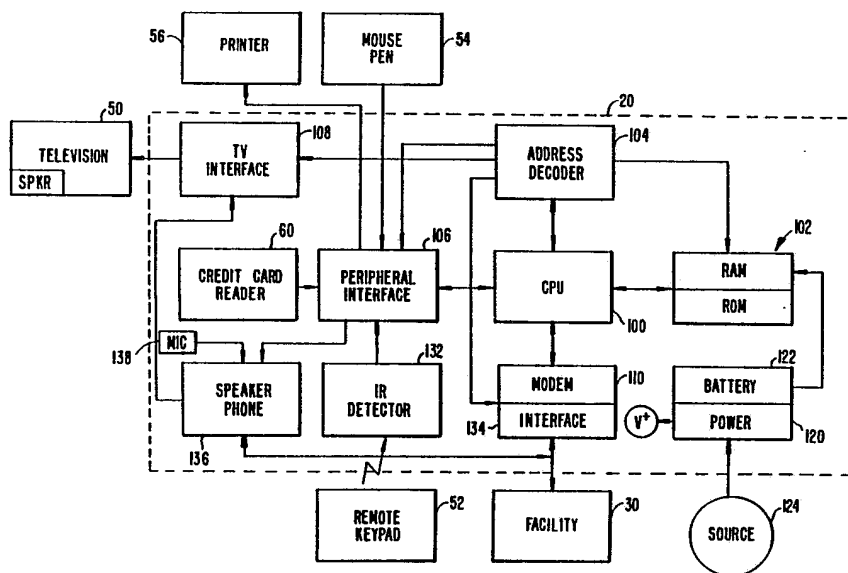 56
PRINTER
MOUSE
PEN
54
50
TELEVISION
SPKR
108
TV
INTERFACE
20
104
ADDRESS
DECODER
60
CREDIT CARD
READER
106
PERIPHERAL
INTERFACE
CPU
100
102
RAM
ROM
138
MIC
SPEAKER
PHONE
136
132
IR
DETECTOR
MODEM
110
134
INTERFACE
122
BATTERY
V+
POWER
120
REMOTE
KEYPAD
52
FACILITY
30
SOURCE
124